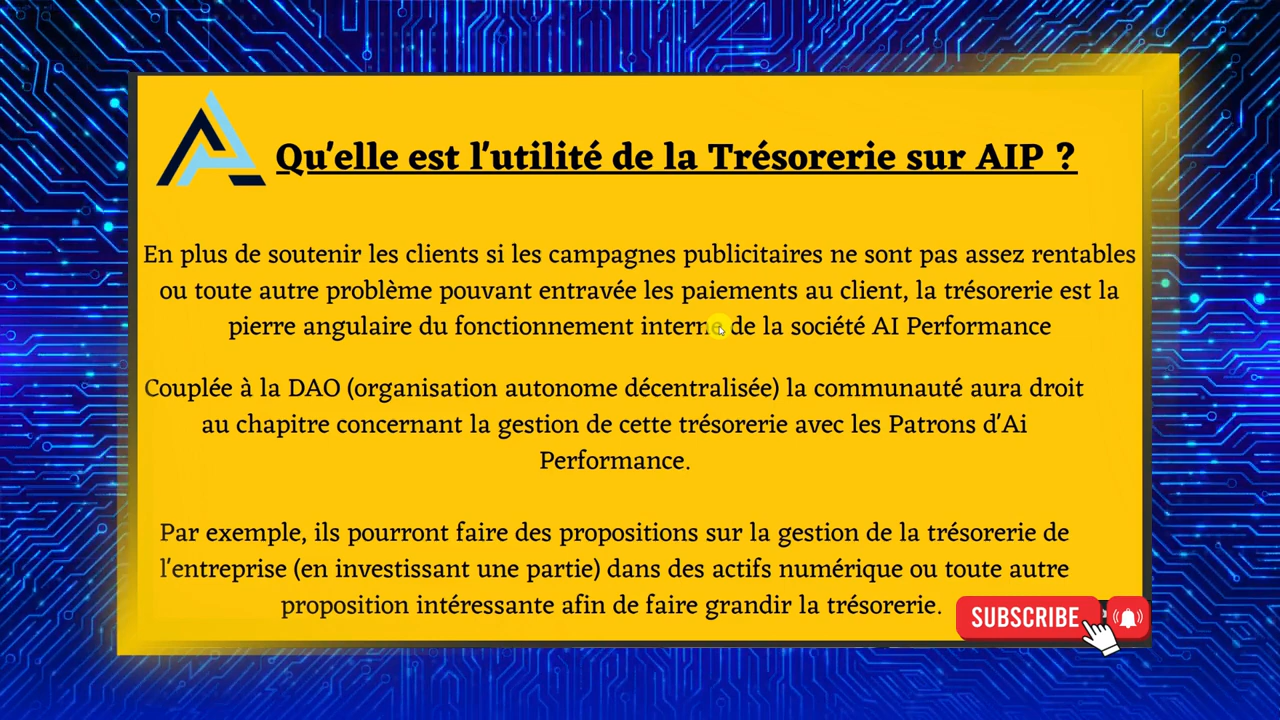 Qu'elle est l'utilité de la Trésorerie sur AIP ?
En plus de soutenir les clients si les campagnes publicitaires ne sont pas assez rentables
ou toute autre problème pouvant entravée les paiements au client, la trésorerie est la
pierre angulaire du fonctionnement interne de la société AI Performance
Couplée à la DAO (organisation autonome décentralisée) la communauté aura droit
au chapitre concernant la gestion de cette trésorerie avec les Patrons d'Ai
Performance.
Par exemple, ils pourront faire des propositions sur la gestion de la trésorerie de
l'entreprise (en investissant une partie) dans des actifs numérique ou toute autre
proposition intéressante afin de faire grandir la trésorerie.
SUBSCRIBE